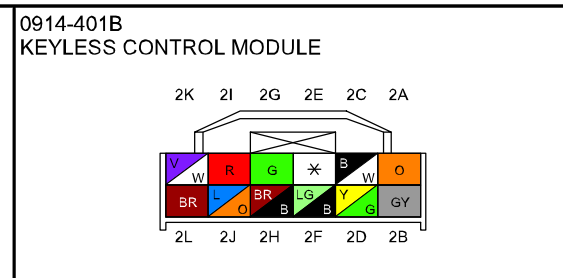 0914-401B
KEYLESS CONTROL MODULE
2K 2I 2G 2E 2C 2A
V W R G * B W O
BR L O BR B LG B Y G GY
2L 2J 2H 2F 2D 2B